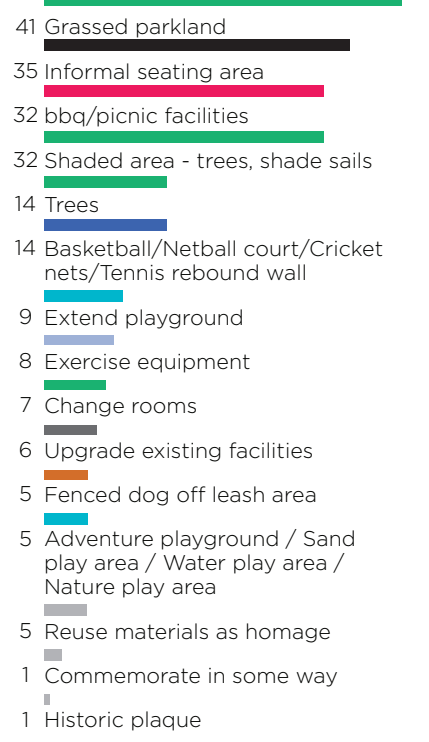 41 Grassed parkland
35 Informal seating area
32 bbq/picnic facilities
32 Shaded area - trees, shade sails
14 Trees
14 Basketball/Netball court/Cricket
nets/Tennis rebound wall
9 Extend playground
8 Exercise equipment
7 Change rooms
6 Upgrade existing facilities
5 Fenced dog off leash area
5 Adventure playground / Sand
play area / Water play area /
Nature play area
5 Reuse materials as homage
1 Commemorate in some way
1 Historic plaque